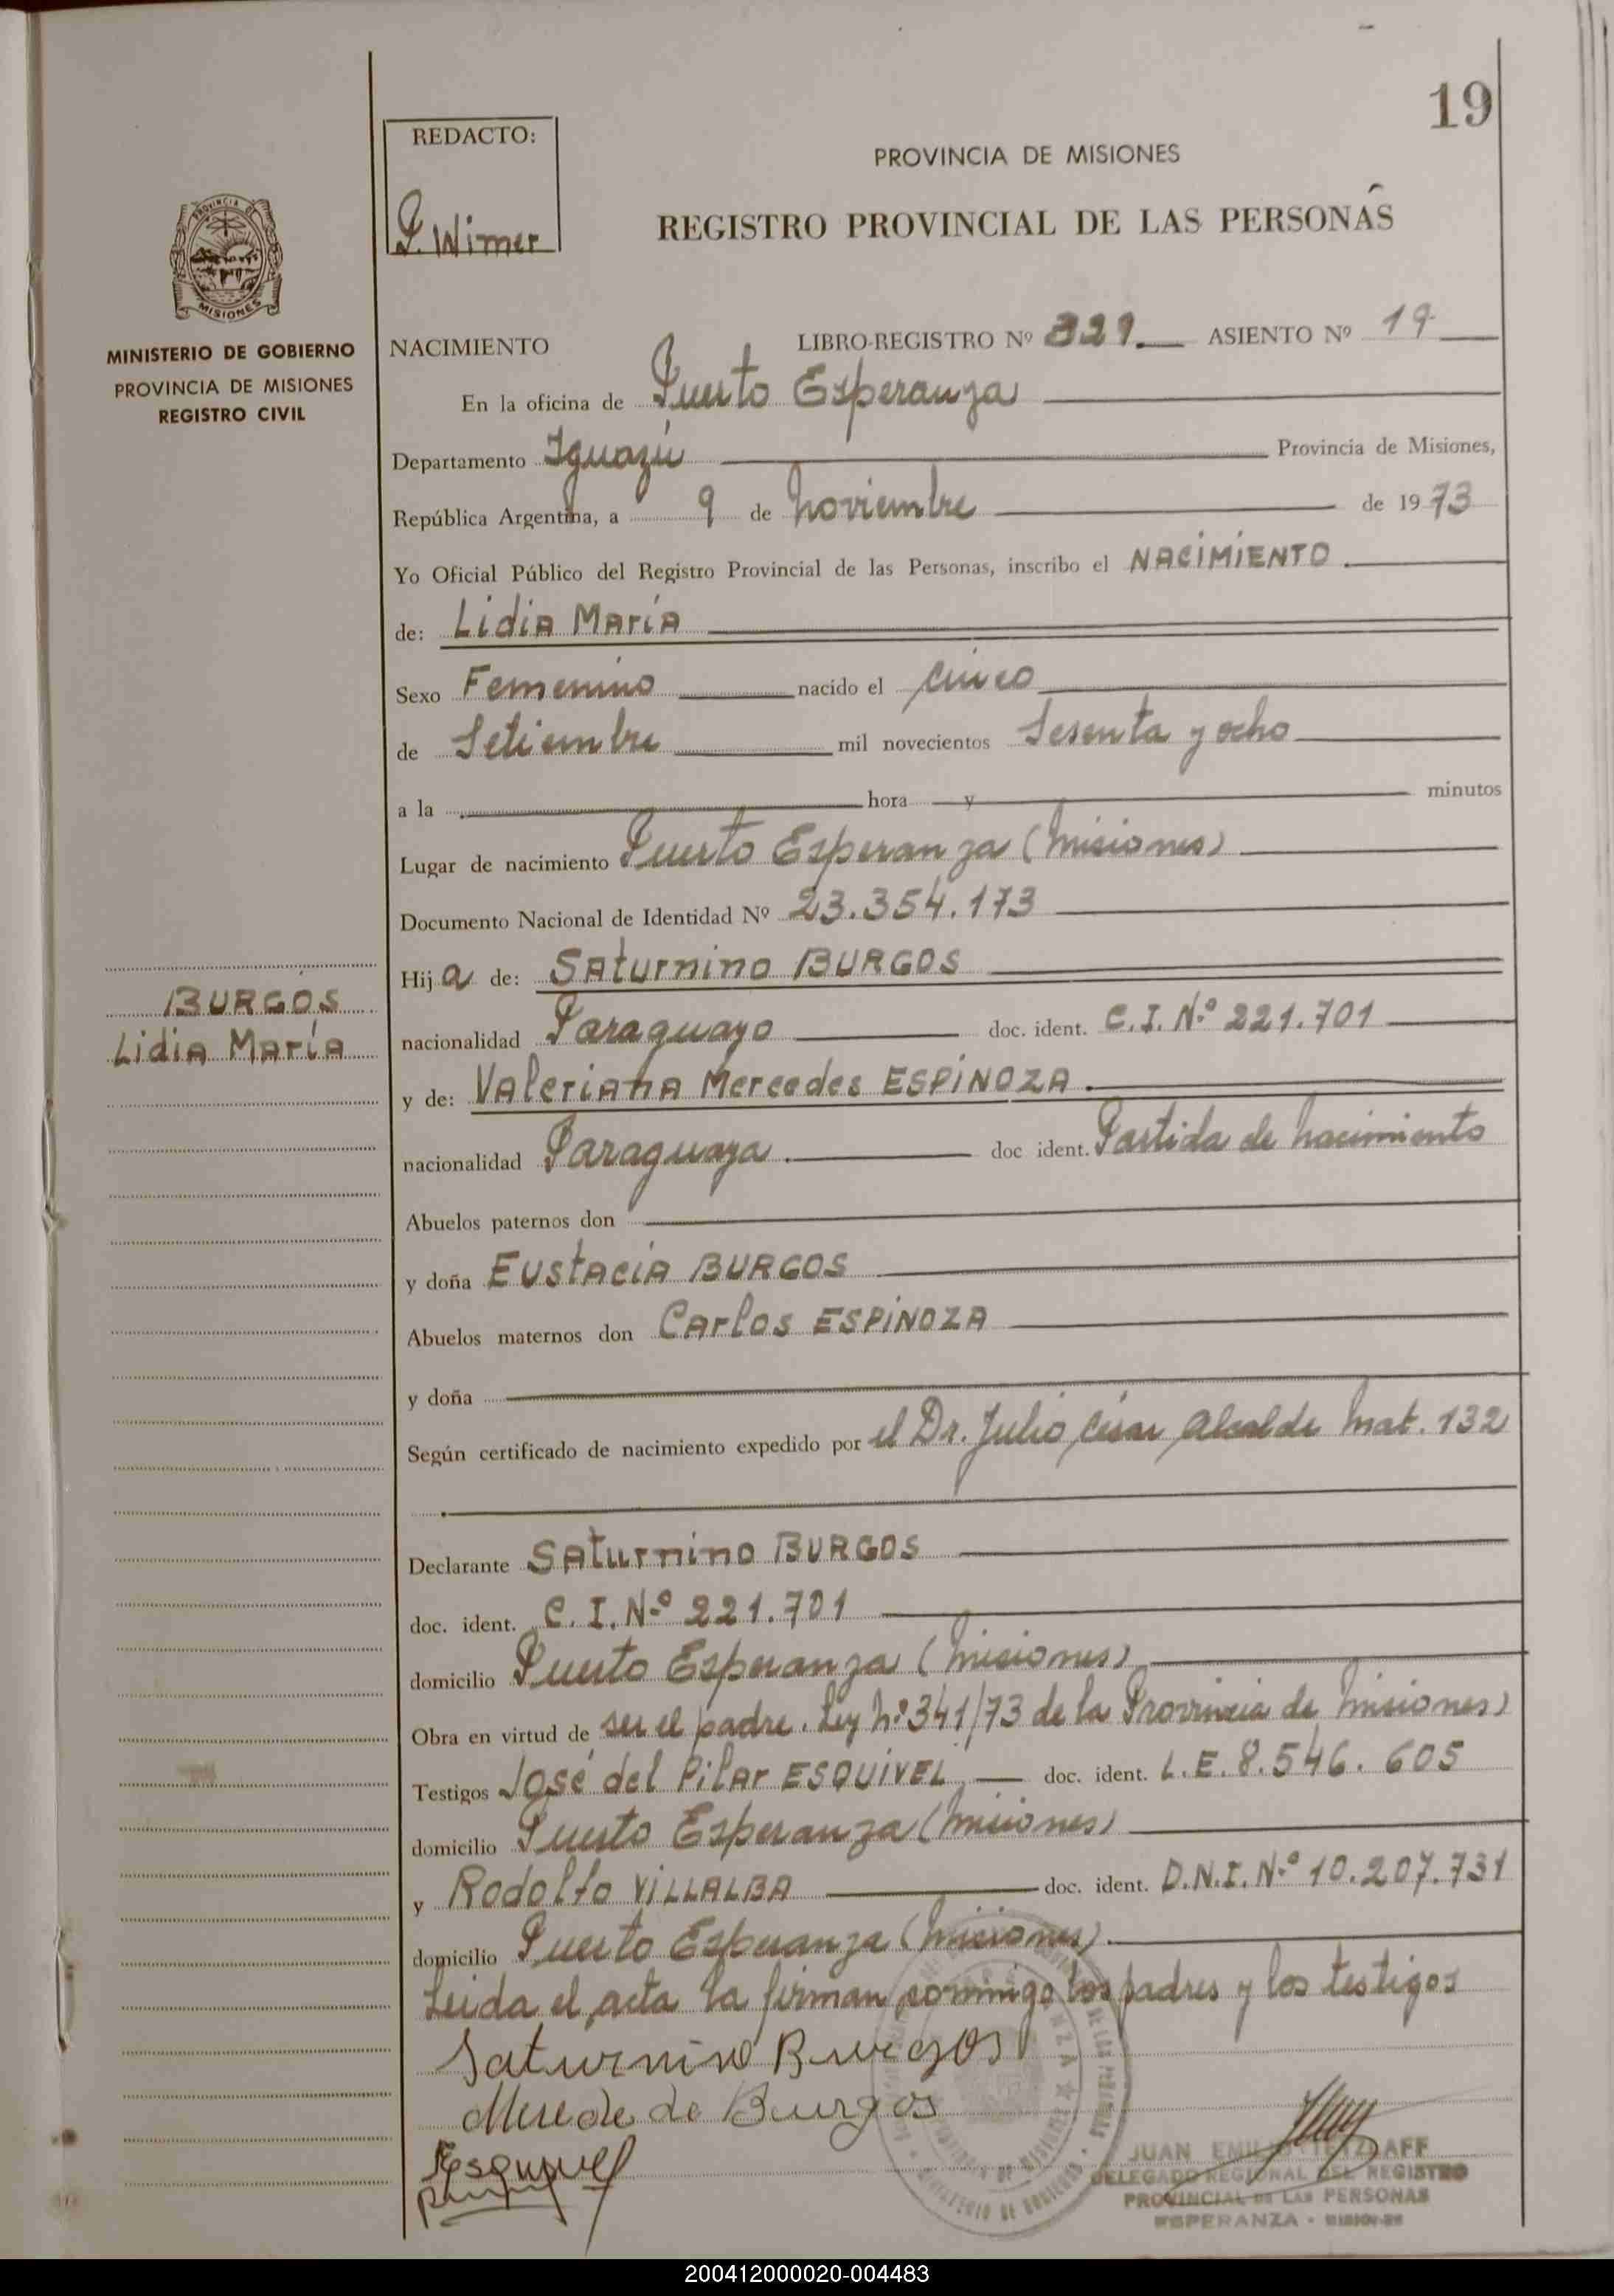 19
REDACTO:
PROVINCIA DE MISIONES
REGISTRO PROVINCIAL DE LAS PERSONAS
P. Wimer
PROVINCIA DE
MISIONES
MINISTERIO DE GOBIERNO
PROVINCIA DE MISIONES
REGISTRO CIVIL
NACIMIENTO LIBRO-REGISTRO Nº 321 ASIENTO Nº 19
En la oficina de Puerto Esperanza
Departamento Iguazú Provincia de Misiones,
República Argentina, a 9 de Noviembre de 1973
Yo Oficial Público del Registro Provincial de las Personas, inscribo el NACIMIENTO
de: Lidia María
Sexo Femenino nacido el cinco
de Setiembre mil novecientos Sesenta y ocho
a la hora y minutos
Lugar de nacimiento Puerto Esperanza (Misiones)
Documento Nacional de Identidad Nº 23.354.173
Hija de: Saturnino BURGOS
BURGOS
Lidia María
nacionalidad Paraguayo doc. ident. C.I. Nº 221.701
y de: Valeriana Mercedes ESPINOZA
nacionalidad Paraguaya doc ident. Partida de nacimiento
Abuelos paternos don
y doña Eustacia BURGOS
Abuelos maternos don Carlos ESPINOZA
y doña
Según certificado de nacimiento expedido por el Dr. Julio César Alcalde Mat. 132
Declarante Saturnino BURGOS
doc. ident. C.I. Nº 221.701
domicilio Puerto Esperanza (Misiones)
Obra en virtud de ser el padre. Ley Nº 341/73 de la Provincia de Misiones)
Testigos José del Pilar ESQUIVEL doc. ident. L.E. 8.546.605
domicilio Puerto Esperanza (Misiones)
y Rodolfo VILLALBA doc. ident. D.N.I. Nº 10.207.731
domicilio Puerto Esperanza (Misiones)
Leida el acta la firman conmigo los padres y los testigos
Saturnino Burgos
Mersede de Burgos
Esquivel
JUAN EMILIO TETZLAFF
DELEGADO REGIONAL DEL REGISTRO
PROVINCIAL DE LAS PERSONAS
ESPERANZA - MISIONES
200412000020-004483